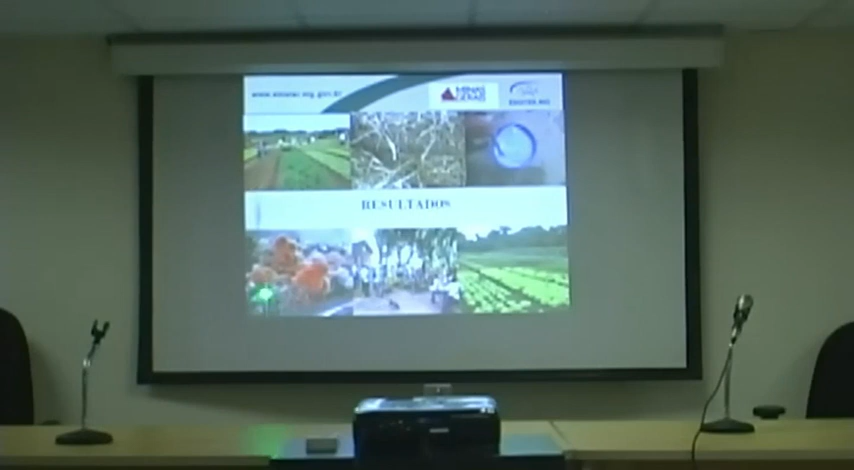 www.emater.mg.gov.br
MINAS
GERAIS
EMATER-MG
RESULTADOS